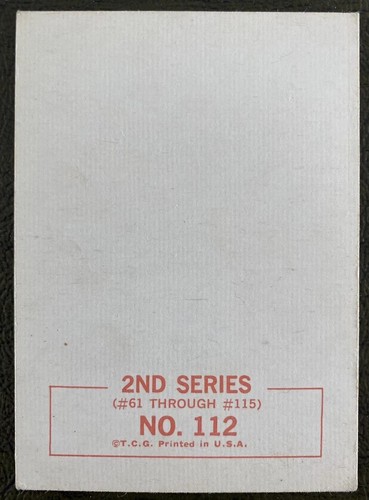 2ND SERIES
(#61 THROUGH #115)
NO. 112
©T.C.G. Printed in U.S.A.